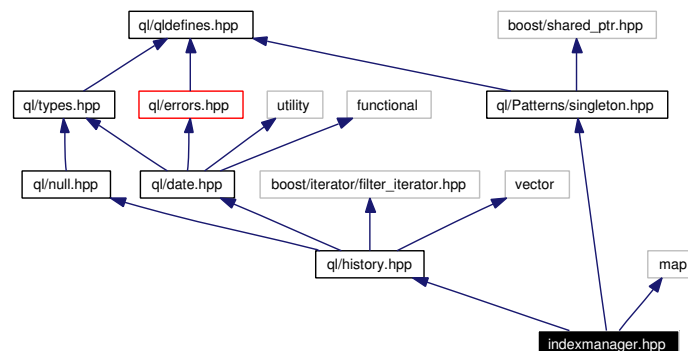 ql/qldefines.hpp
boost/shared_ptr.hpp
ql/types.hpp
ql/errors.hpp
utility
functional
ql/Patterns/singleton.hpp
ql/null.hpp
ql/date.hpp
boost/iterator/filter_iterator.hpp
vector
ql/history.hpp
map
indexmanager.hpp